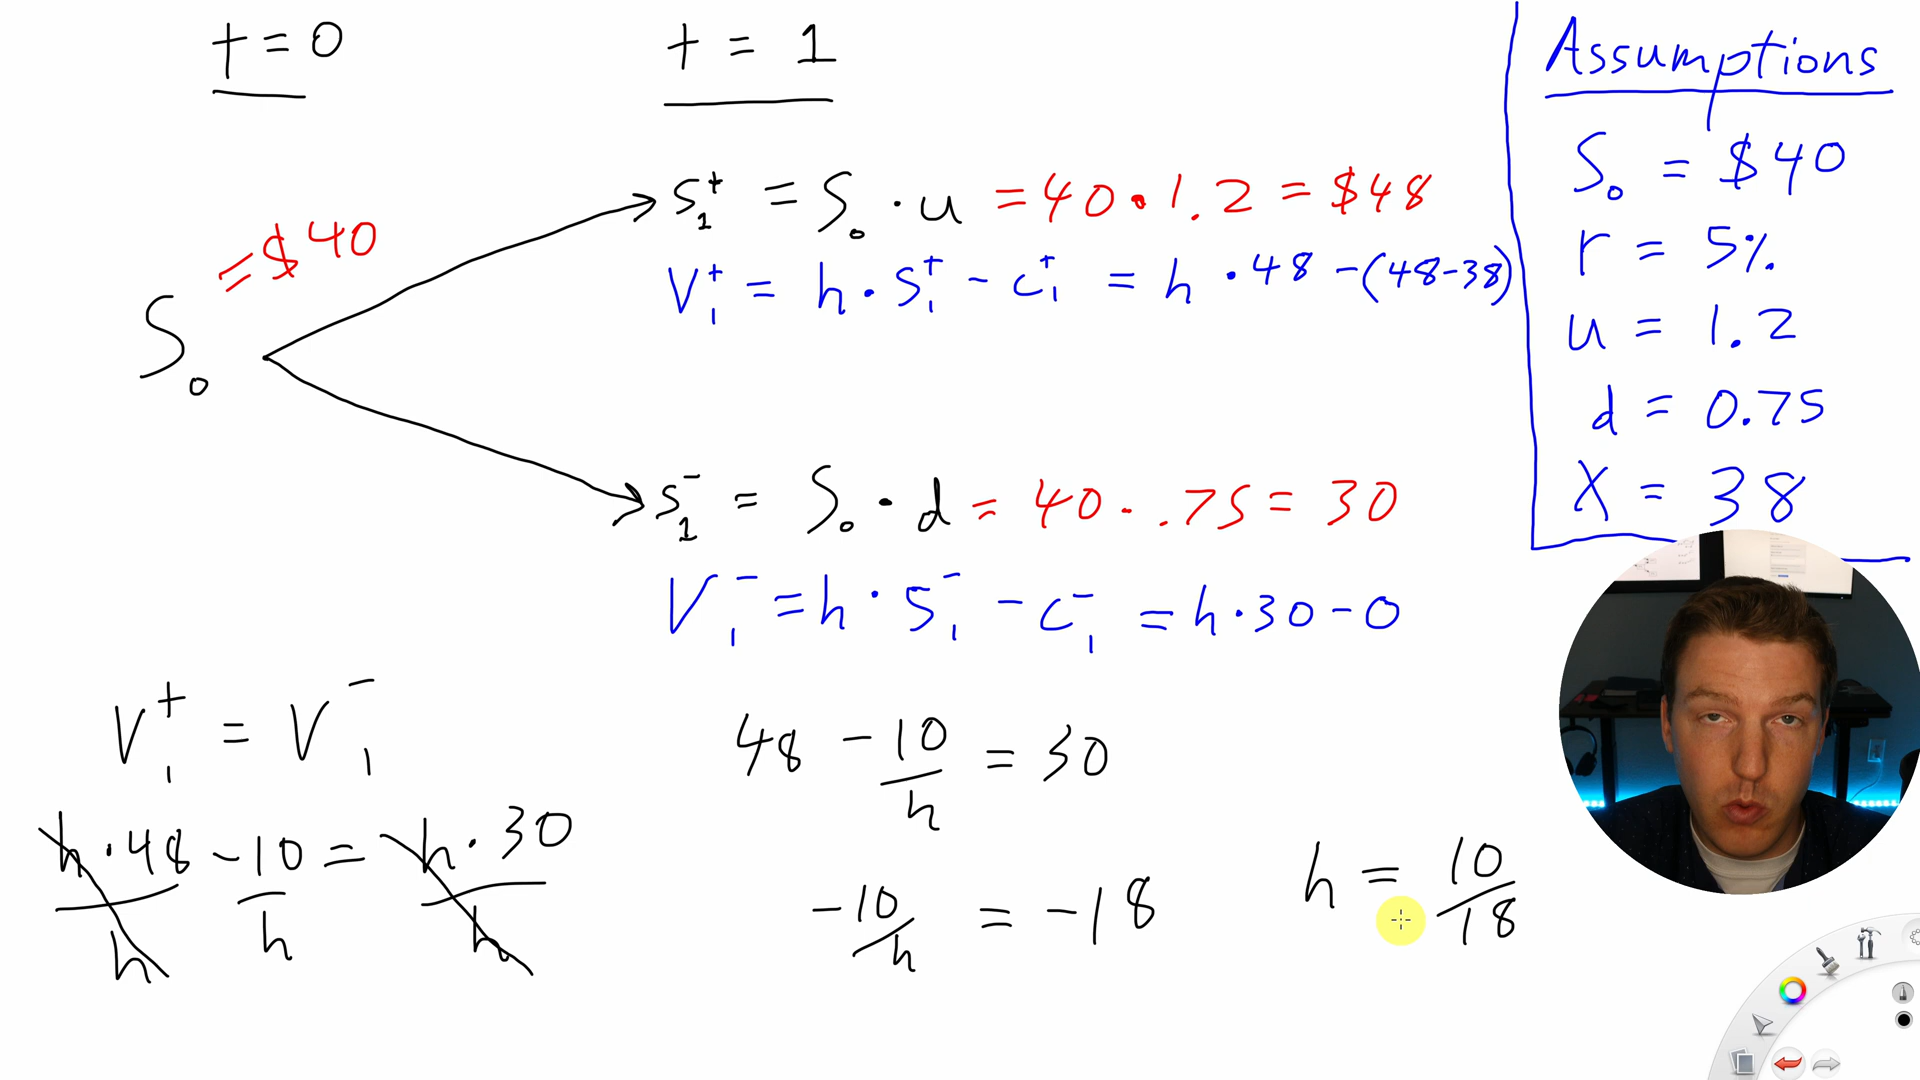 t = 0
t = 1
Assumptions
S₀ = $40
r = 5%
u = 1.2
d = 0.75
X = 38
S₀ = $40
S₁⁺ = S₀ · u = 40 · 1.2 = $48
V₁⁺ = h · S₁⁺ - C₁⁺ = h · 48 - (48-38)
S₁⁻ = S₀ · d = 40 · .75 = 30
V₁⁻ = h · S₁⁻ - C₁⁻ = h · 30 - 0
V₁⁺ = V₁⁻
h · 48 / h - 10 / h = h · 30 / h
48 - 10 / h = 30
-10 / h = -18
h = 10 / 18